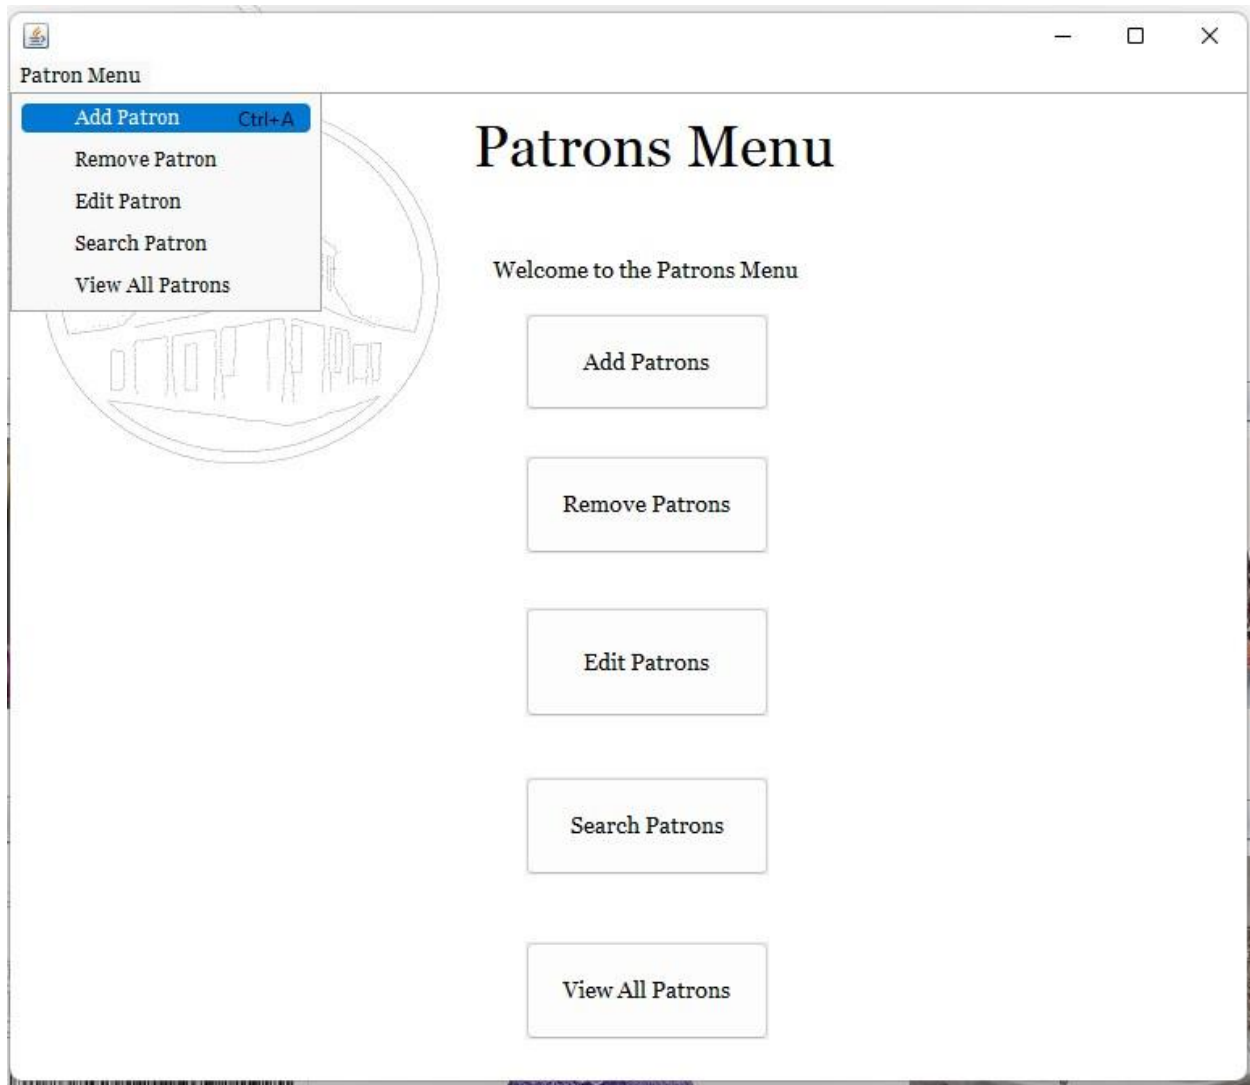 Patron Menu
Add Patron Ctrl+A
Remove Patron
Edit Patron
Search Patron
View All Patrons
Patrons Menu
Welcome to the Patrons Menu
Add Patrons
Remove Patrons
Edit Patrons
Search Patrons
View All Patrons